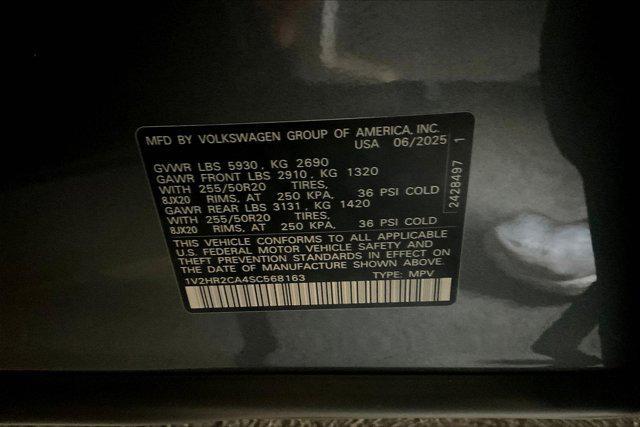 MFD BY VOLKSWAGEN GROUP OF AMERICA, INC.
USA 06/2025
GVWR LBS 5930, KG 2690
GAWR FRONT LBS 2910, KG 1320
WITH 255/50R20 TIRES,
8JX20 RIMS, AT 250 KPA, 36 PSI COLD
GAWR REAR LBS 3131, KG 1420
WITH 255/50R20 TIRES,
8JX20 RIMS, AT 250 KPA, 36 PSI COLD
THIS VEHICLE CONFORMS TO ALL APPLICABLE
U.S. FEDERAL MOTOR VEHICLE SAFETY AND
THEFT PREVENTION STANDARDS IN EFFECT ON
THE DATE OF MANUFACTURE SHOWN ABOVE.
1V2HR2CA4SC568163 TYPE: MPV
2428497 1